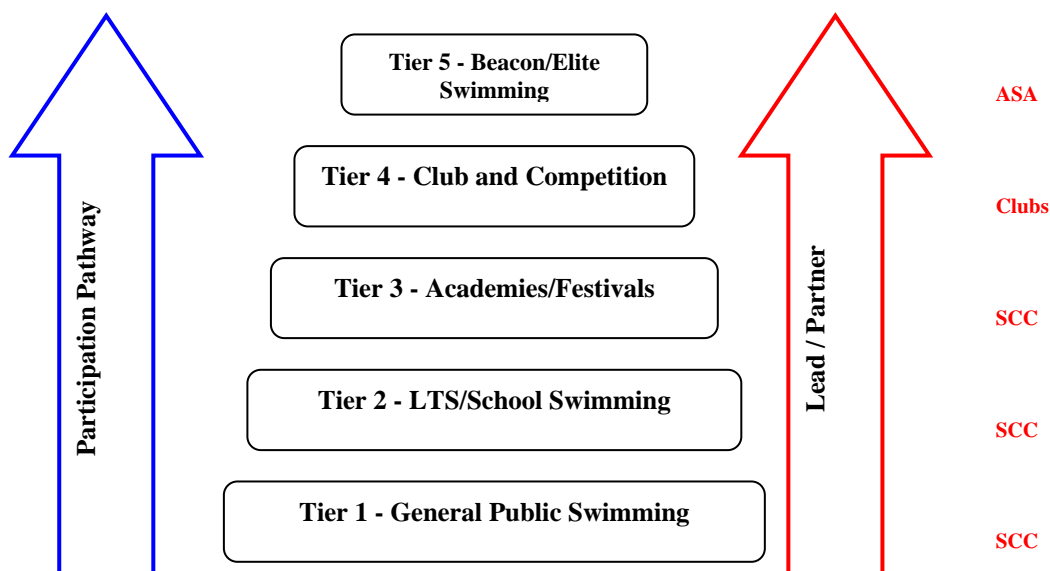 Tier 5 - Beacon/Elite
Swimming
ASA
Tier 4 - Club and Competition
Clubs
Participation Pathway
Lead / Partner
Tier 3 - Academies/Festivals
SCC
Tier 2 - LTS/School Swimming
SCC
Tier 1 - General Public Swimming
SCC